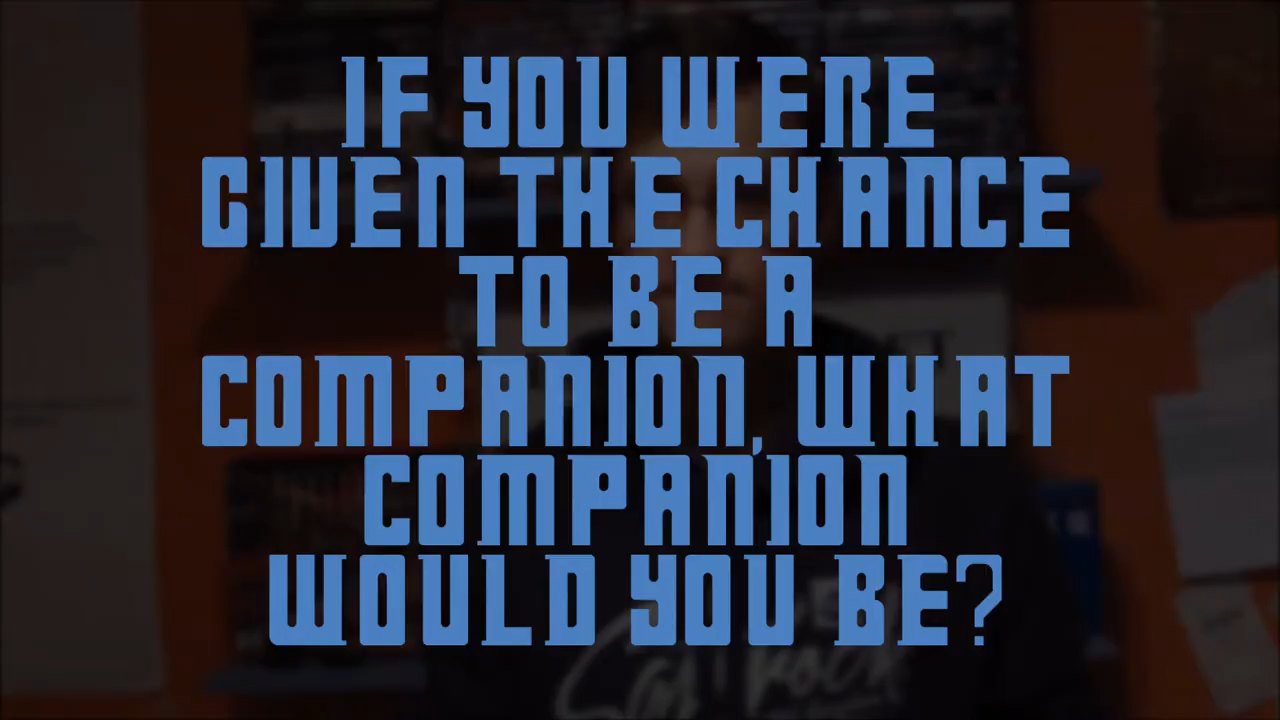 IF YOU WERE
GIVEN THE CHANCE
TO BE A
COMPANION, WHAT
COMPANION
WOULD YOU BE?